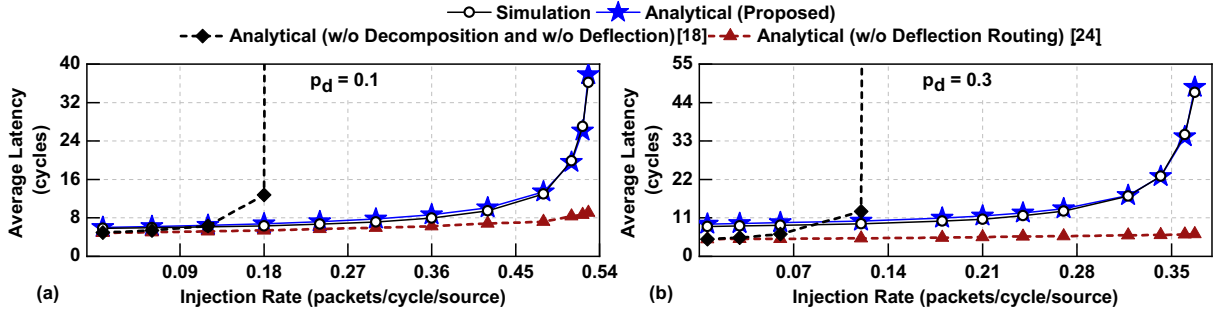 Simulation Analytical (Proposed)
Analytical (w/o Decomposition and w/o Deflection)[18] Analytical (w/o Deflection Routing) [24]
40
32
24
16
8
0
Average Latency
(cycles)
p_d = 0.1
0.09 0.18 0.27 0.36 0.45 0.54
(a) Injection Rate (packets/cycle/source)
55
44
33
22
11
0
Average Latency
(cycles)
p_d = 0.3
0.07 0.14 0.21 0.28 0.35
(b) Injection Rate (packets/cycle/source)